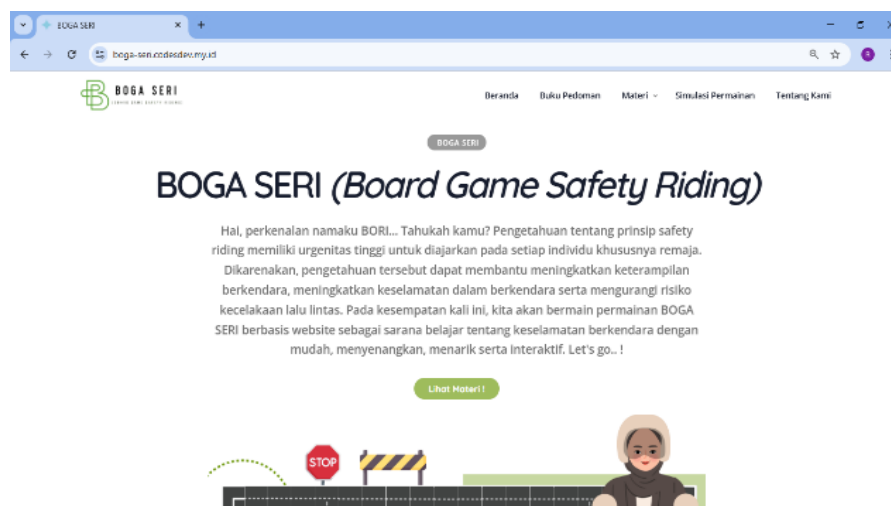 BOGA SERI
boga-seri.codesdev.my.id
BOGA SERI
Beranda Buku Pedoman Materi Simulasi Permainan Tentang Kami
BOGA SERI
BOGA SERI (Board Game Safety Riding)
Hai, perkenalan namaku BORI... Tahukah kamu? Pengetahuan tentang prinsip safety
riding memiliki urgenitas tinggi untuk diajarkan pada setiap individu khususnya remaja.
Dikarenakan, pengetahuan tersebut dapat membantu meningkatkan keterampilan
berkendara, meningkatkan keselamatan dalam berkendara serta mengurangi risiko
kecelakaan lalu lintas. Pada kesempatan kali ini, kita akan bermain permainan BOGA
SERI berbasis website sebagai sarana belajar tentang keselamatan berkendara dengan
mudah, menyenangkan, menarik serta interaktif. Let's go.. !
Lihat Materi !
STOP